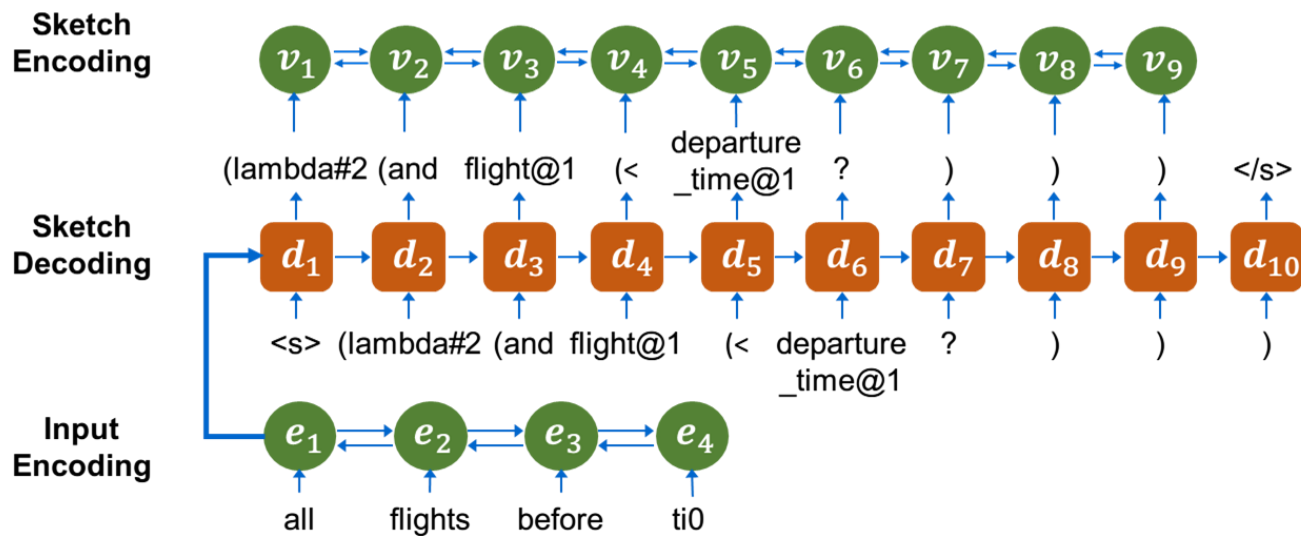 Sketch
Encoding
v₁ v₂ v₃ v₄ v₅ v₆ v₇ v₈ v₉
(lambda#2 (and flight@1 (< departure
_time@1 ? ) ) ) </s>
Sketch
Decoding
d₁ d₂ d₃ d₄ d₅ d₆ d₇ d₈ d₉ d₁₀
<s> (lambda#2 (and flight@1 (< departure
_time@1 ? ) ) )
Input
Encoding
e₁ e₂ e₃ e₄
all flights before ti0